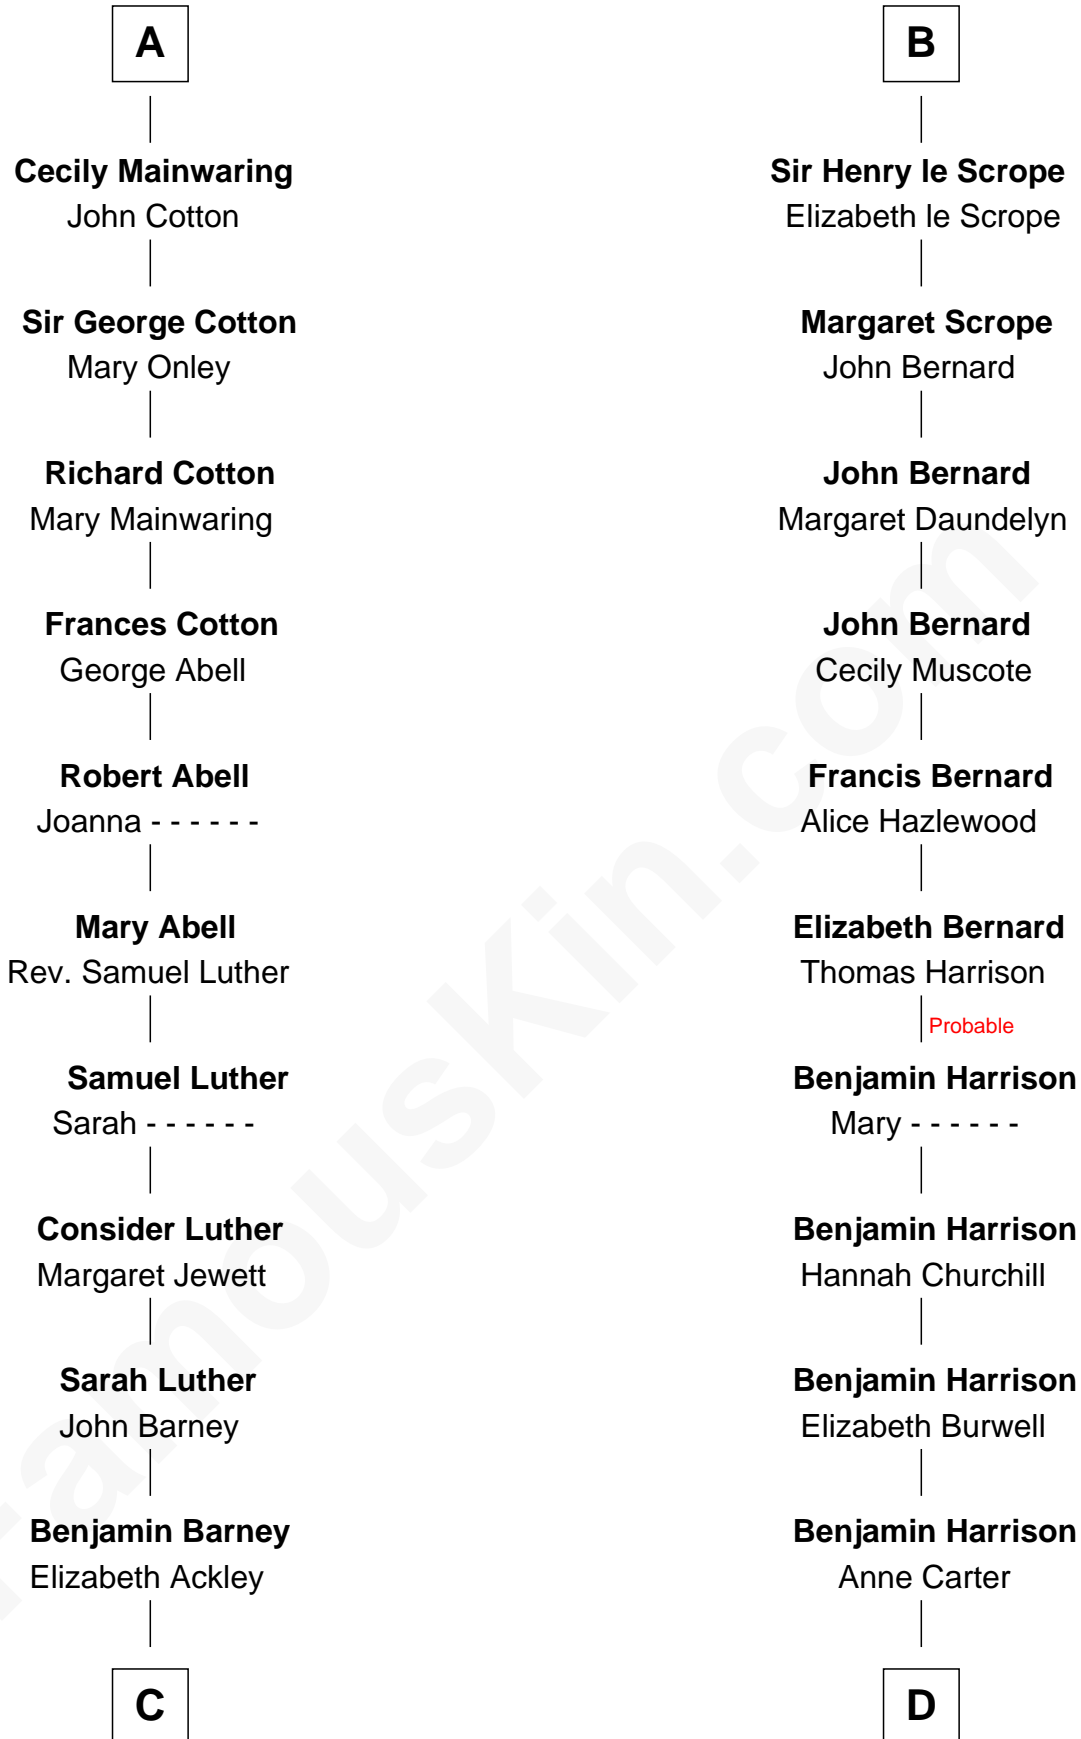 A
Cecily Mainwaring
John Cotton
Sir George Cotton
Mary Onley
Richard Cotton
Mary Mainwaring
Frances Cotton
George Abell
Robert Abell
Joanna - - - - - -
Mary Abell
Rev. Samuel Luther
Samuel Luther
Sarah - - - - - -
Consider Luther
Margaret Jewett
Sarah Luther
John Barney
Benjamin Barney
Elizabeth Ackley
C
B
Sir Henry le Scrope
Elizabeth le Scrope
Margaret Scrope
John Bernard
John Bernard
Margaret Daundelyn
John Bernard
Cecily Muscote
Francis Bernard
Alice Hazlewood
Elizabeth Bernard
Thomas Harrison
Probable
Benjamin Harrison
Mary - - - - - -
Benjamin Harrison
Hannah Churchill
Benjamin Harrison
Elizabeth Burwell
Benjamin Harrison
Anne Carter
D
FamousKin.com